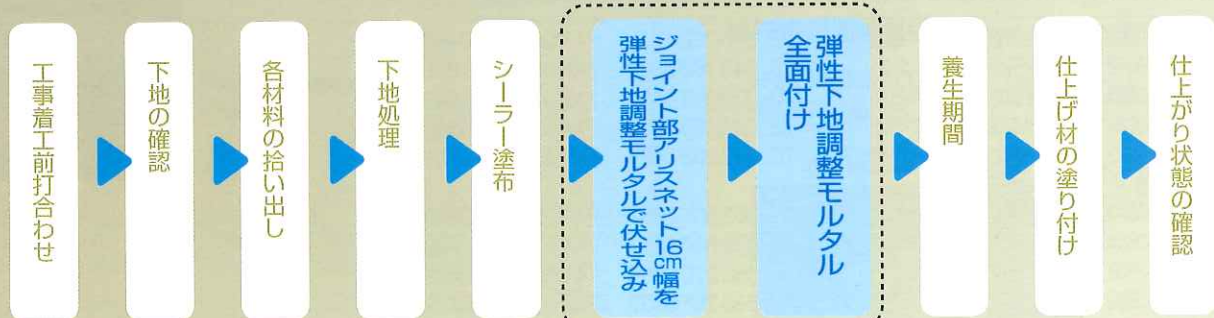 工事着工前打合わせ
下地の確認
各材料の拾い出し
下地処理
シーラー塗布
ジョイント部アリスネット16cm幅を
弾性下地調整モルタルで伏せ込み
弾性下地調整モルタル
全面付け
養生期間
仕上げ材の塗り付け
仕上がり状態の確認